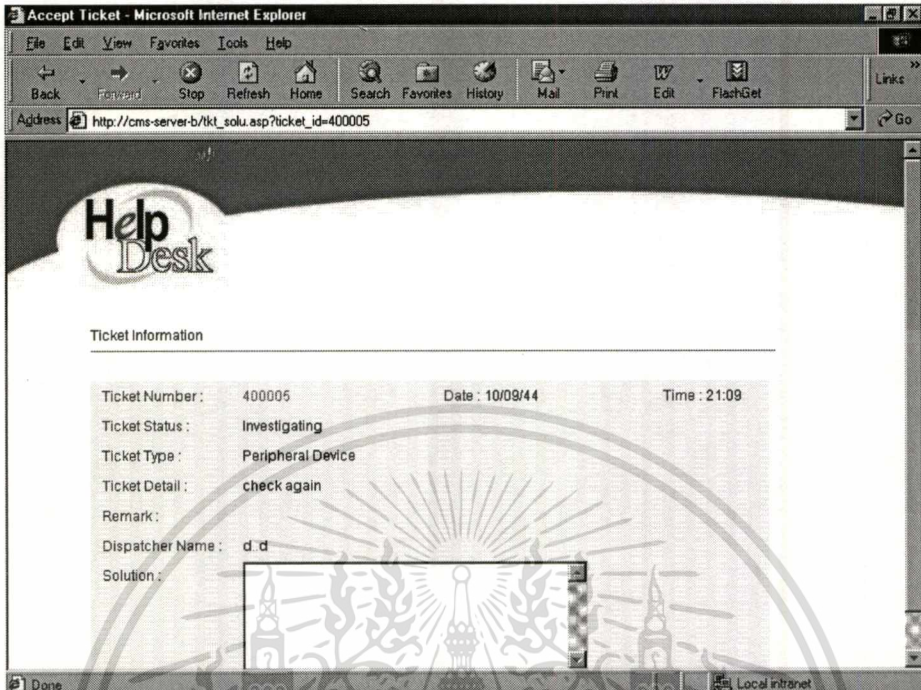 Accept Ticket - Microsoft Internet Explorer
File Edit View Favorites Tools Help
Back Forward Stop Refresh Home Search Favorites History Mail Print Edit FlashGet Links »
Address http://cms-server-b/tkt_solu.asp?ticket_id=400005 Go
Help
Desk
Ticket Information
Ticket Number : 400005 Date : 10/09/44 Time : 21:09
Ticket Status : Investigating
Ticket Type : Peripheral Device
Ticket Detail : check again
Remark :
Dispatcher Name : d..d
Solution :
Done Local intranet